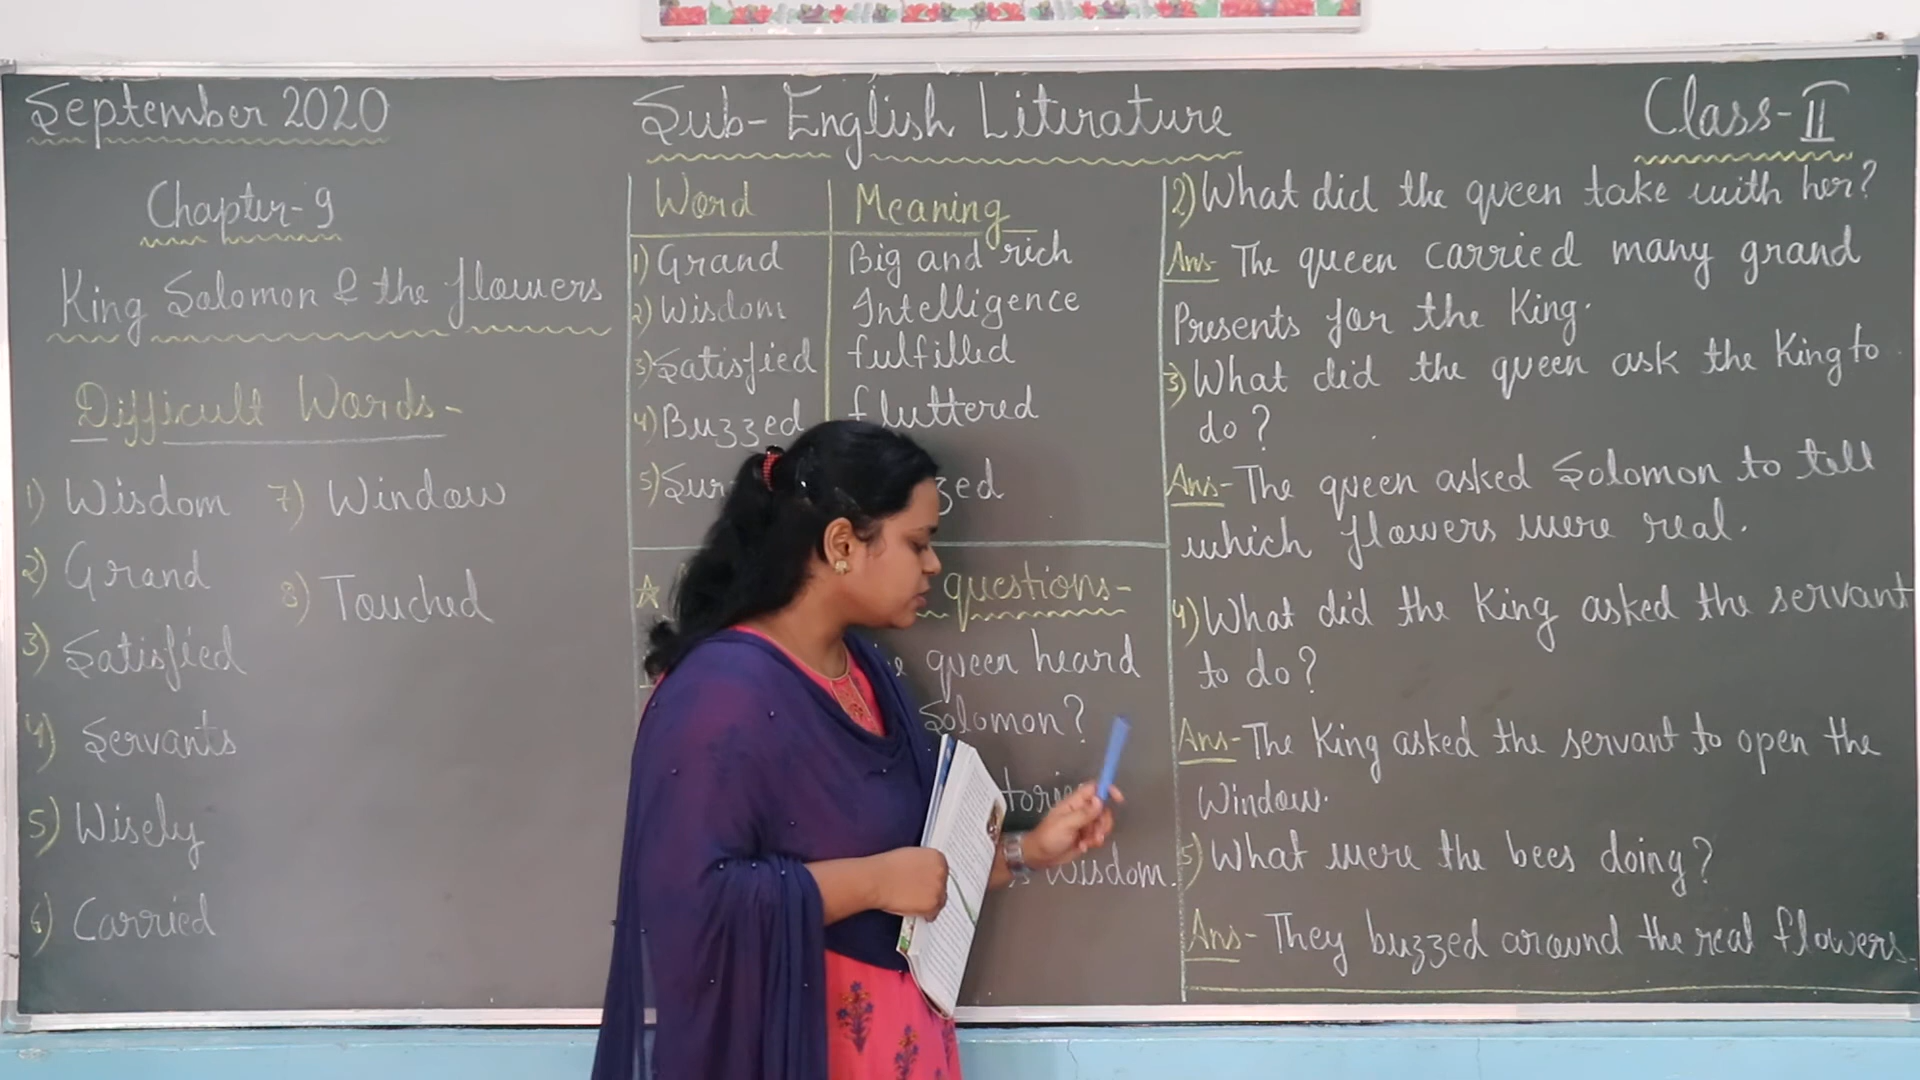 September 2020
Sub- English Literature
Class-II
Chapter-9
King Solomon & the flowers
Difficult Words-
1) Wisdom 7) Window
2) Grand 8) Touched
3) Satisfied
4) Servants
5) Wisely
6) Carried
Word Meaning
1) Grand Big and rich
2) Wisdom Intelligence
3) Satisfied fulfilled
4) Buzzed fluttered
5)
questions-
queen heard
Solomon?
Wisdom.
2) What did the queen take with her?
Ans- The queen carried many grand
Presents for the King.
3) What did the queen ask the King to
do?
Ans- The queen asked Solomon to tell
which flowers were real.
4) What did the King asked the servant
to do?
Ans- The King asked the servant to open the
Window.
5) What were the bees doing?
Ans- They buzzed around the real flowers.